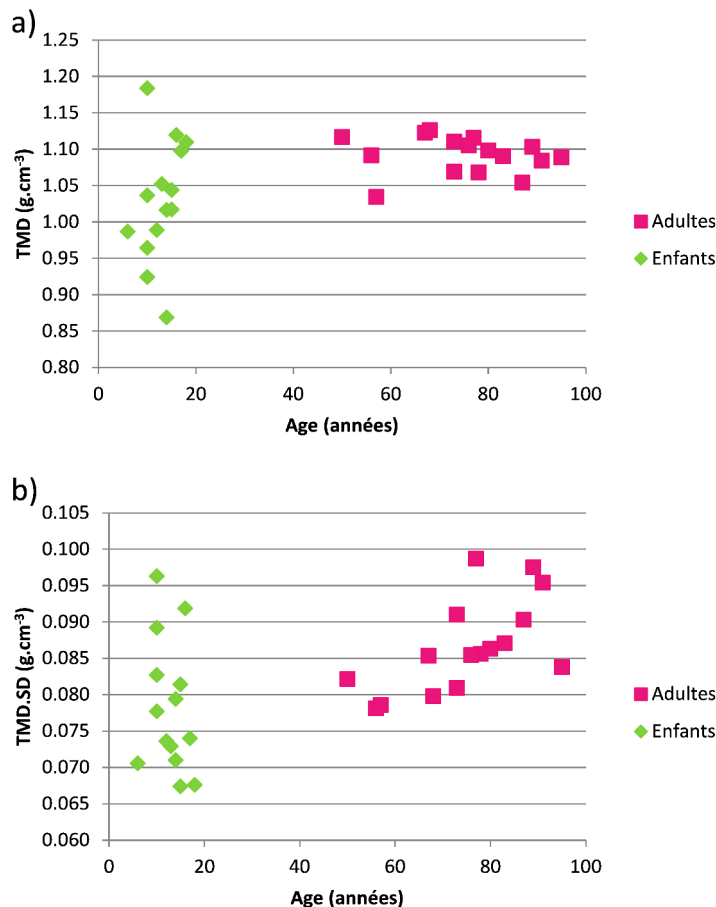 a)
1.25
1.20
1.15
1.10
1.05
1.00
0.95
0.90
0.85
0.80
TMD (g.cm-3)
0 20 40 60 80 100
Age (années)
Adultes
Enfants
b)
0.105
0.100
0.095
0.090
0.085
0.080
0.075
0.070
0.065
0.060
TMD.SD (g.cm-3)
0 20 40 60 80 100
Age (années)
Adultes
Enfants